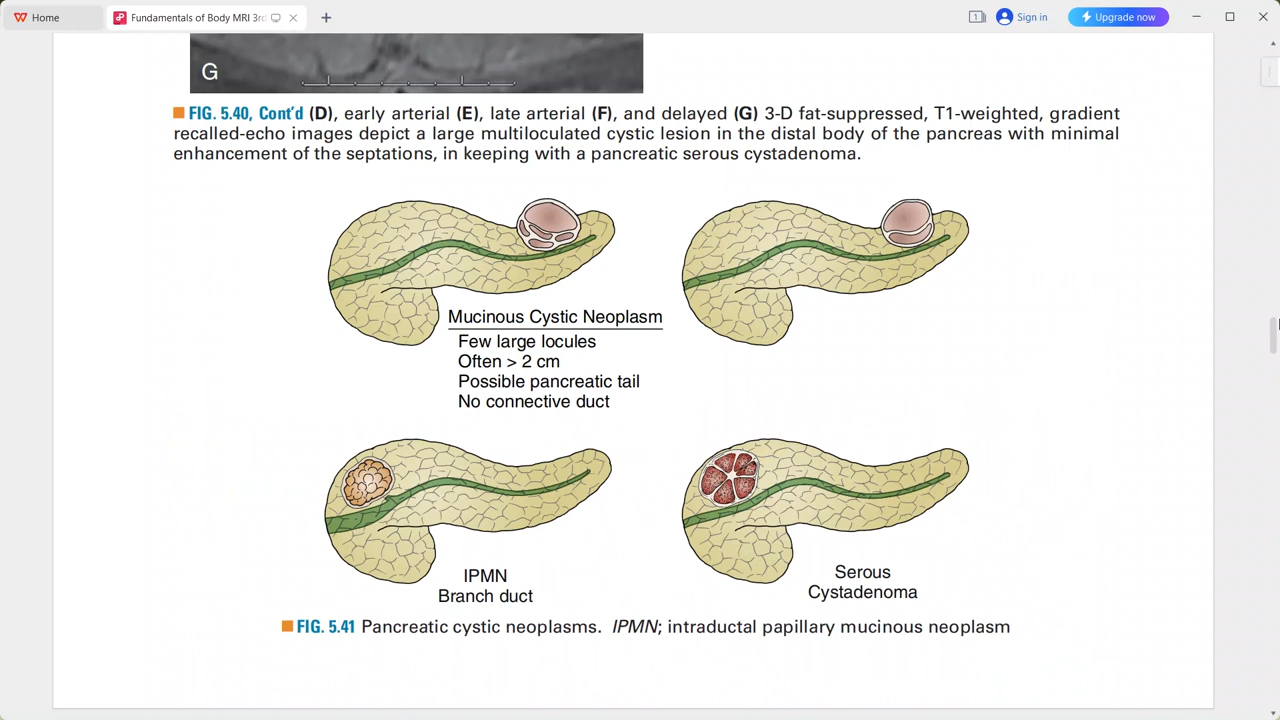 Home
Fundamentals of Body MRI 3r
1
Sign in
Upgrade now
G
FIG. 5.40, Cont'd (D), early arterial (E), late arterial (F), and delayed (G) 3-D fat-suppressed, T1-weighted, gradient
recalled-echo images depict a large multiloculated cystic lesion in the distal body of the pancreas with minimal
enhancement of the septations, in keeping with a pancreatic serous cystadenoma.
Mucinous Cystic Neoplasm
Few large locules
Often > 2 cm
Possible pancreatic tail
No connective duct
IPMN
Branch duct
Serous
Cystadenoma
FIG. 5.41 Pancreatic cystic neoplasms. IPMN; intraductal papillary mucinous neoplasm